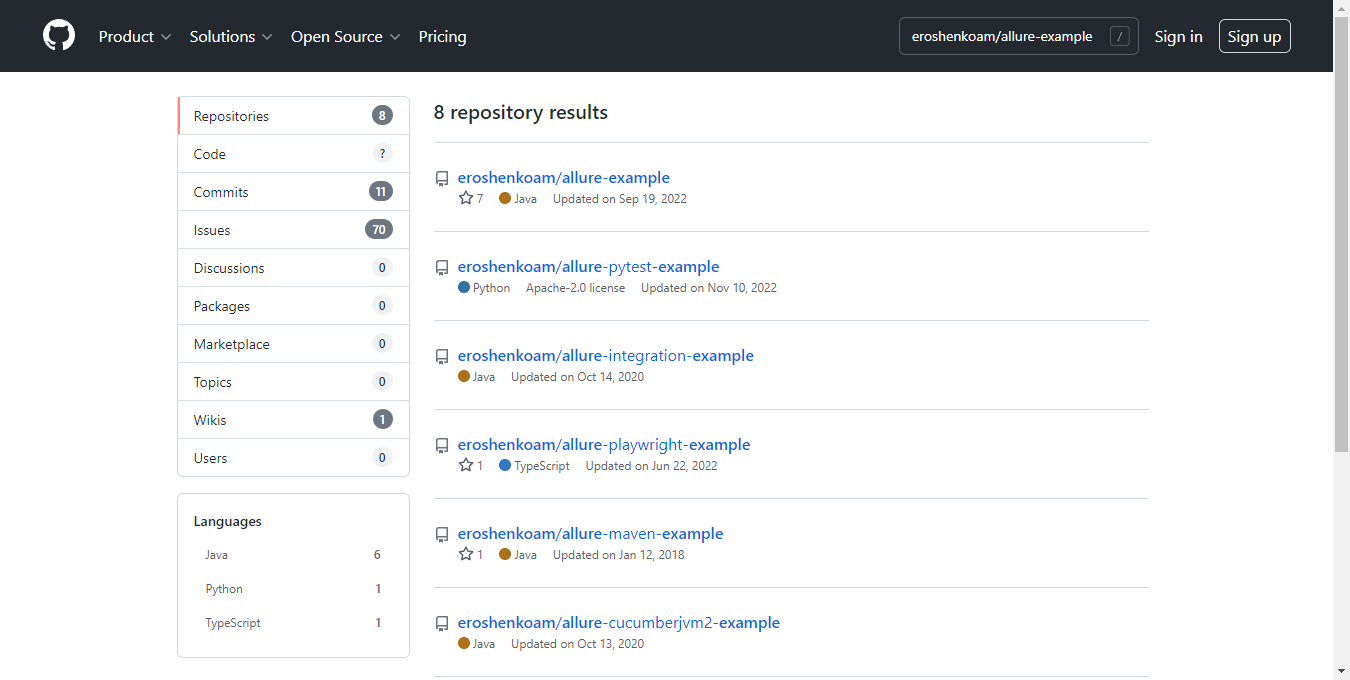 Product Solutions Open Source Pricing eroshenkoam/allure-example / Sign in Sign up
Repositories 8
Code ?
Commits 11
Issues 70
Discussions 0
Packages 0
Marketplace 0
Topics 0
Wikis 1
Users 0
Languages
Java 6
Python 1
TypeScript 1
8 repository results
eroshenkoam/allure-example
7 Java Updated on Sep 19, 2022
eroshenkoam/allure-pytest-example
Python Apache-2.0 license Updated on Nov 10, 2022
eroshenkoam/allure-integration-example
Java Updated on Oct 14, 2020
eroshenkoam/allure-playwright-example
1 TypeScript Updated on Jun 22, 2022
eroshenkoam/allure-maven-example
1 Java Updated on Jan 12, 2018
eroshenkoam/allure-cucumberjvm2-example
Java Updated on Oct 13, 2020